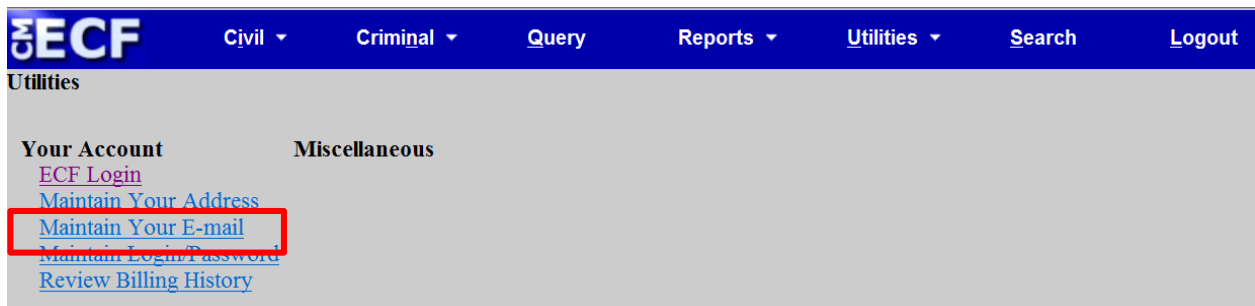 CM ECF Civil Criminal Query Reports Utilities Search Logout
Utilities
Your Account Miscellaneous
ECF Login
Maintain Your Address
Maintain Your E-mail
Maintain Login/Password
Review Billing History